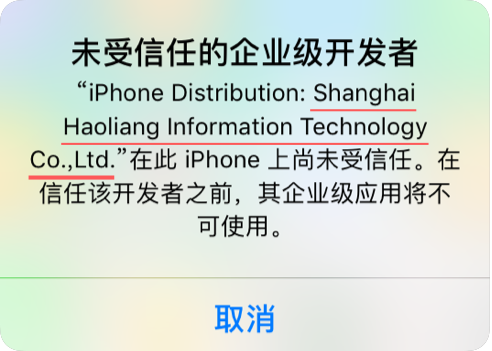 未受信任的企业级开发者
“iPhone Distribution: Shanghai
Haoliang Information Technology
Co.,Ltd.”在此 iPhone 上尚未受信任。在
信任该开发者之前，其企业级应用将不
可使用。
取消